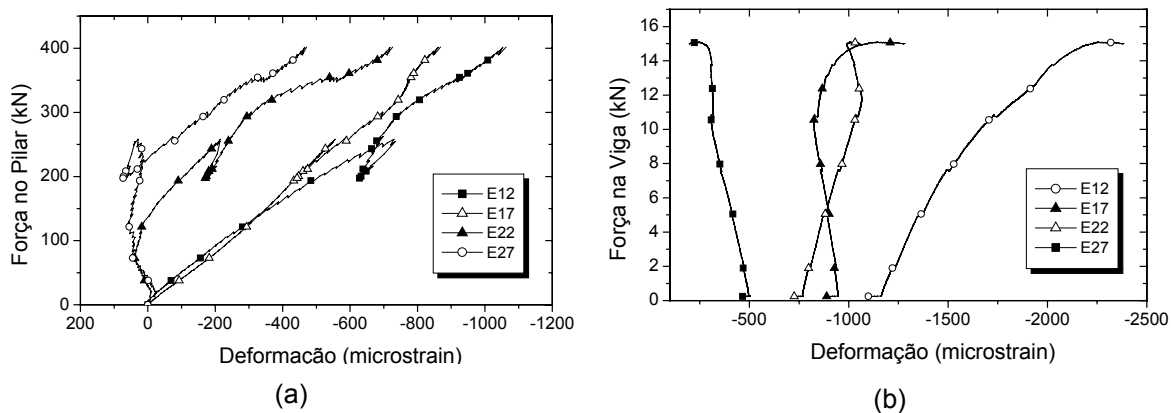 Força no Pilar (kN)
400
300
200
100
0
200
0
-200
-400
-600
-800
-1000
-1200
Deformação (microstrain)
E12
E17
E22
E27
(a)
Força na Viga (kN)
16
14
12
10
8
6
4
2
0
-500
-1000
-1500
-2000
-2500
Deformação (microstrain)
E12
E17
E22
E27
(b)